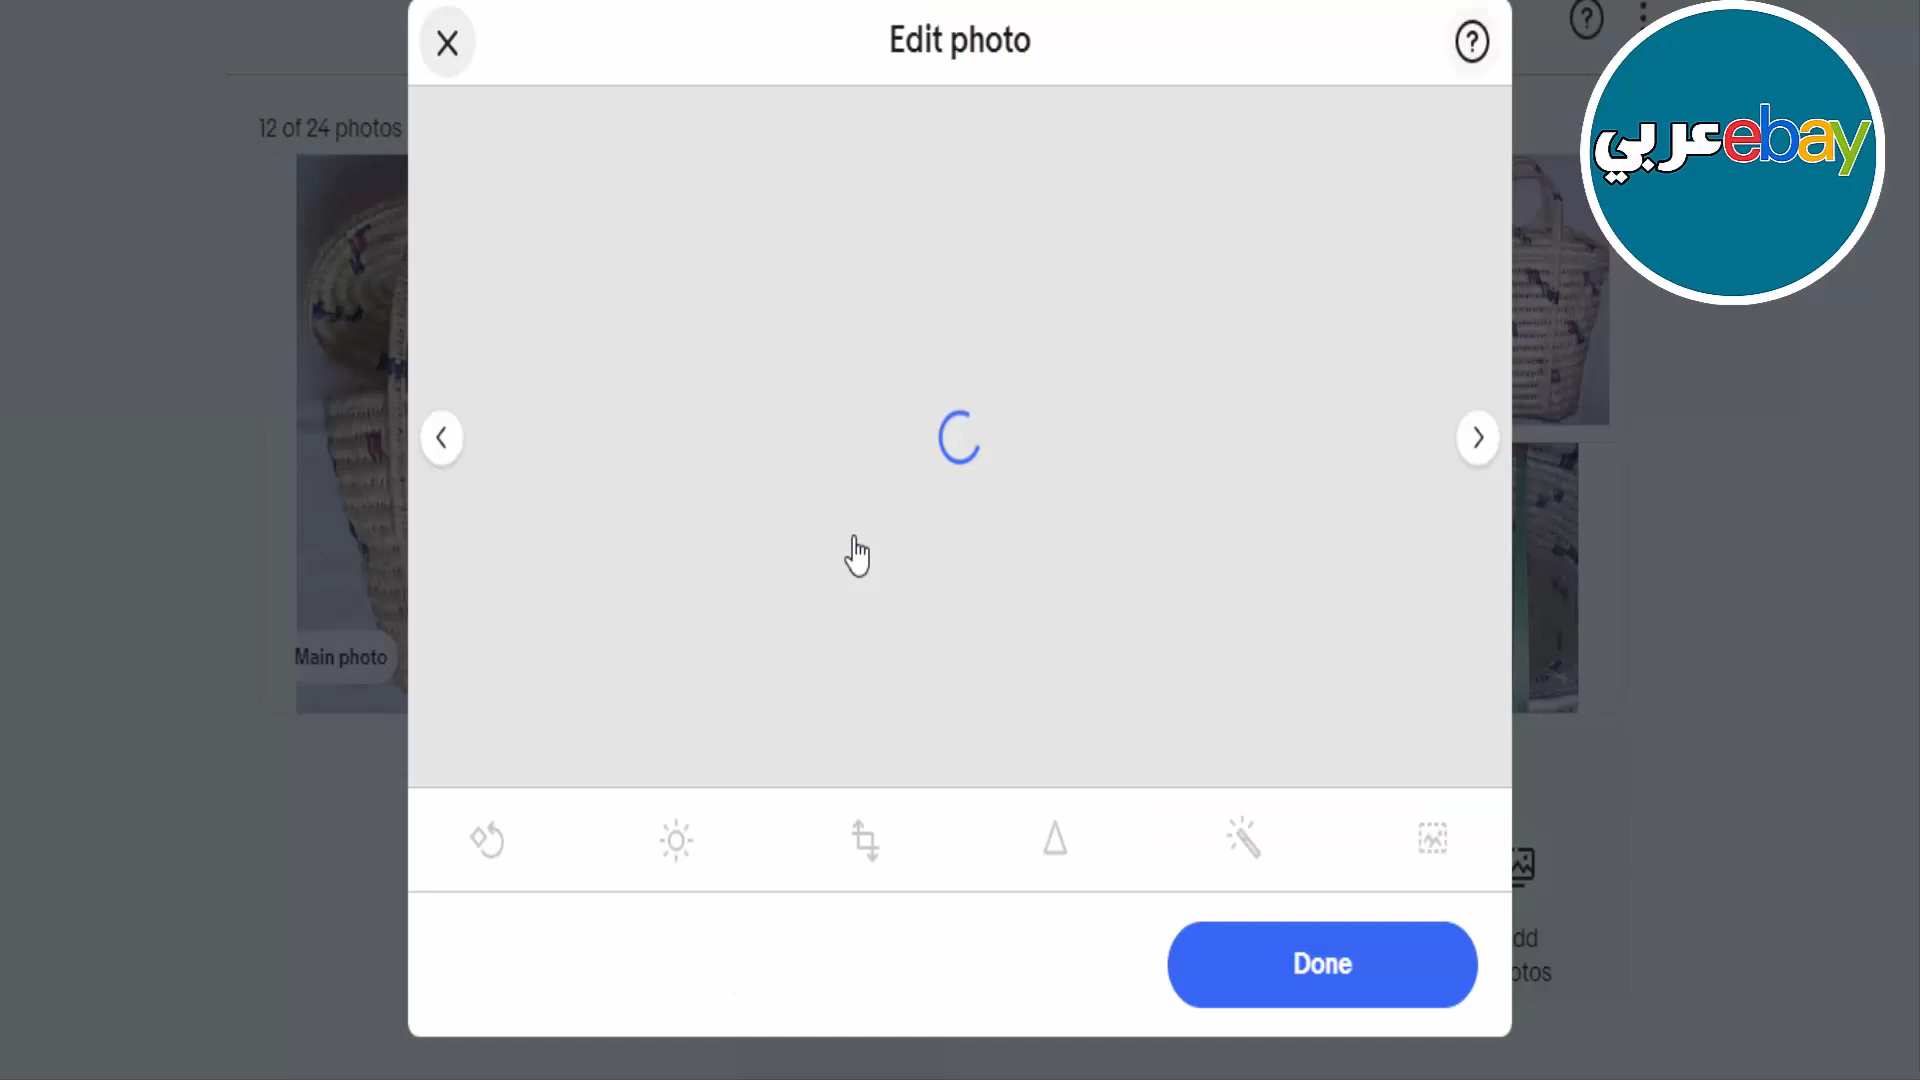 Edit photo
12 of 24 photos
عربي ebay
Main photo
dd
otos
Done